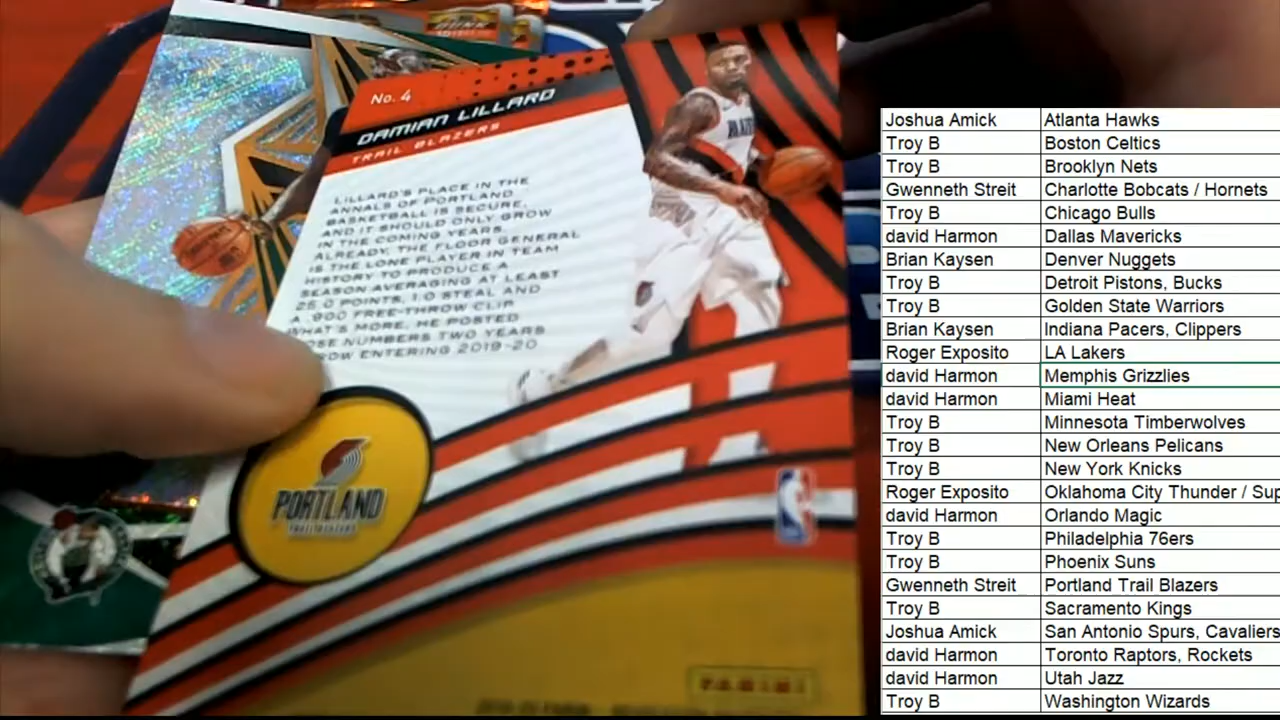 No. 4
DAMIAN LILLARD
TRAIL BLAZERS
LILLARD'S PLACE IN THE
ANNALS OF PORTLAND
BASKETBALL IS SECURE,
AND IT SHOULD ONLY GROW
IN THE COMING YEARS.
ALREADY, THE FLOOR GENERAL
IS THE LONE PLAYER IN TEAM
HISTORY TO PRODUCE A
SEASON AVERAGING AT LEAST
25.0 POINTS, 1.0 STEAL AND
A .900 FREE-THROW CLIP.
WHAT'S MORE, HE POSTED
NUMBERS TWO YEARS
ENTERING 2019-20
PORTLAND
TRAIL BLAZERS
PANINI
Joshua Amick Atlanta Hawks
Troy B Boston Celtics
Troy B Brooklyn Nets
Gwenneth Streit Charlotte Bobcats / Hornets
Troy B Chicago Bulls
david Harmon Dallas Mavericks
Brian Kaysen Denver Nuggets
Troy B Detroit Pistons, Bucks
Troy B Golden State Warriors
Brian Kaysen Indiana Pacers, Clippers
Roger Exposito LA Lakers
david Harmon Memphis Grizzlies
david Harmon Miami Heat
Troy B Minnesota Timberwolves
Troy B New Orleans Pelicans
Troy B New York Knicks
Roger Exposito Oklahoma City Thunder / Sup
david Harmon Orlando Magic
Troy B Philadelphia 76ers
Troy B Phoenix Suns
Gwenneth Streit Portland Trail Blazers
Troy B Sacramento Kings
Joshua Amick San Antonio Spurs, Cavaliers
david Harmon Toronto Raptors, Rockets
david Harmon Utah Jazz
Troy B Washington Wizards